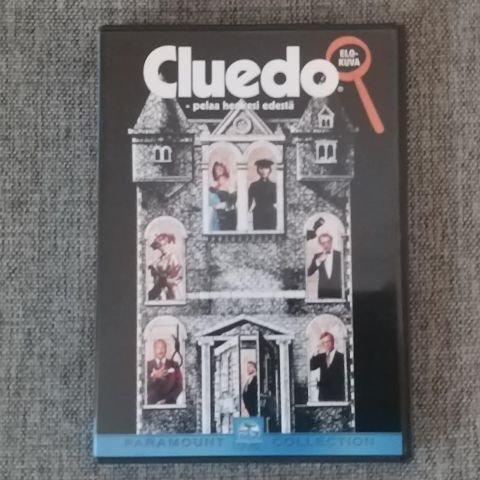 Cluedo®
ELO-
KUVA
- pelaa henkesi edestä
PARAMOUNT COLLECTION